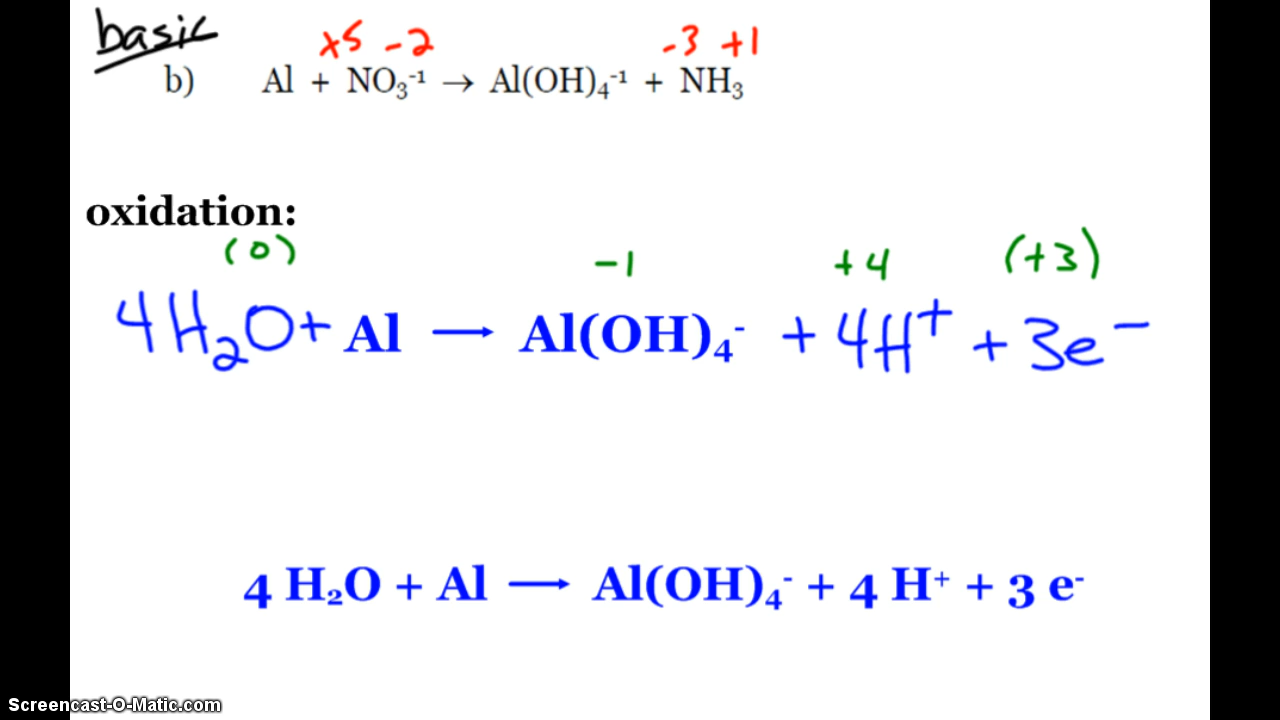 basic
+5 -2 -3 +1
b) Al + NO₃⁻¹ → Al(OH)₄⁻¹ + NH₃
oxidation:
(0) -1 +4 (+3)
4H₂O + Al → Al(OH)₄⁻ + 4H⁺ + 3e⁻
4 H₂O + Al → Al(OH)₄⁻ + 4 H⁺ + 3 e⁻
Screencast-O-Matic.com